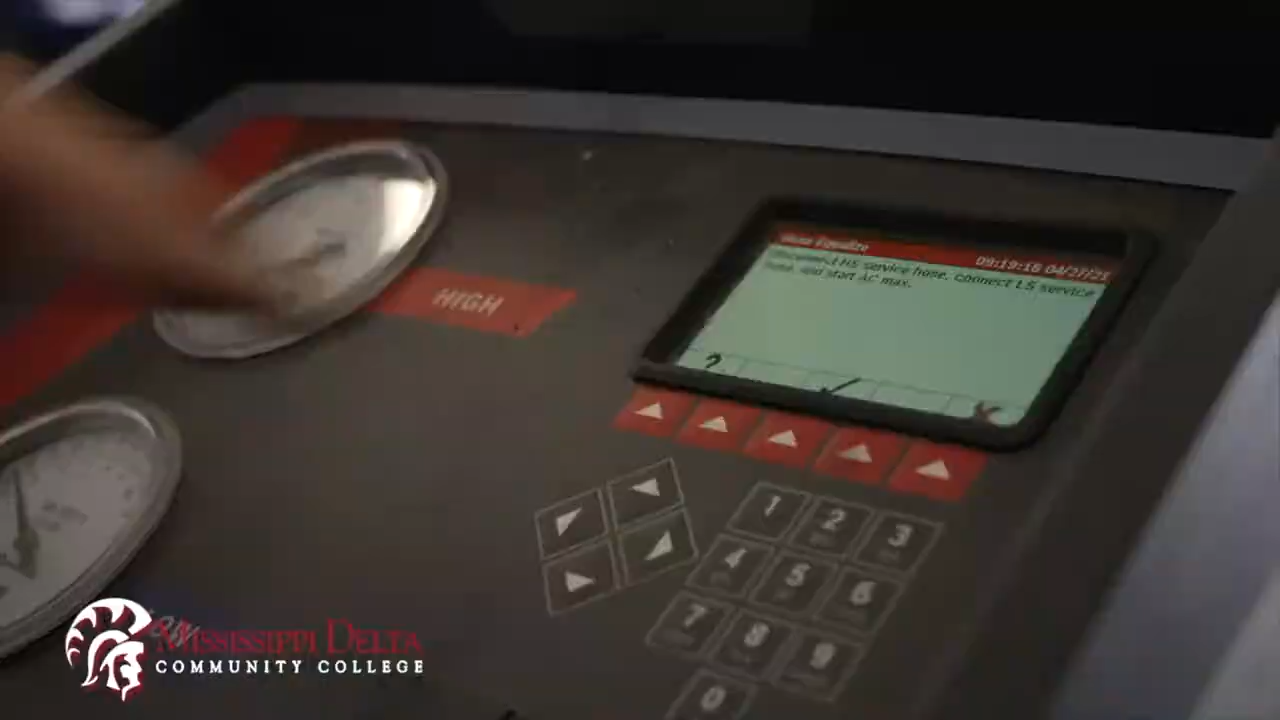 Hose Equalize
09:19:16 04/27/21
Disconnect HS service hose, connect LS service
hose, and start AC max.
?
HIGH
1 2 3
4 5 6
7 8 9
0
MISSISSIPPI DELTA
COMMUNITY COLLEGE